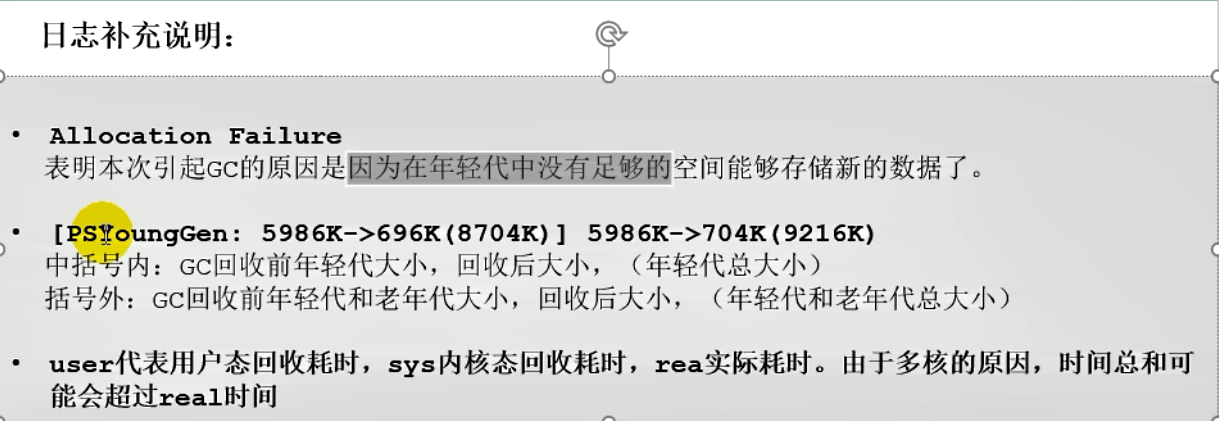 日志补充说明：
• Allocation Failure
表明本次引起GC的原因是因为在年轻代中没有足够的空间能够存储新的数据了。
• [PSYoungGen: 5986K->696K(8704K)] 5986K->704K(9216K)
中括号内：GC回收前年轻代大小，回收后大小，（年轻代总大小）
括号外：GC回收前年轻代和老年代大小，回收后大小，（年轻代和老年代总大小）
• user代表用户态回收耗时，sys内核态回收耗时，rea实际耗时。由于多核的原因，时间总和可
能会超过real时间